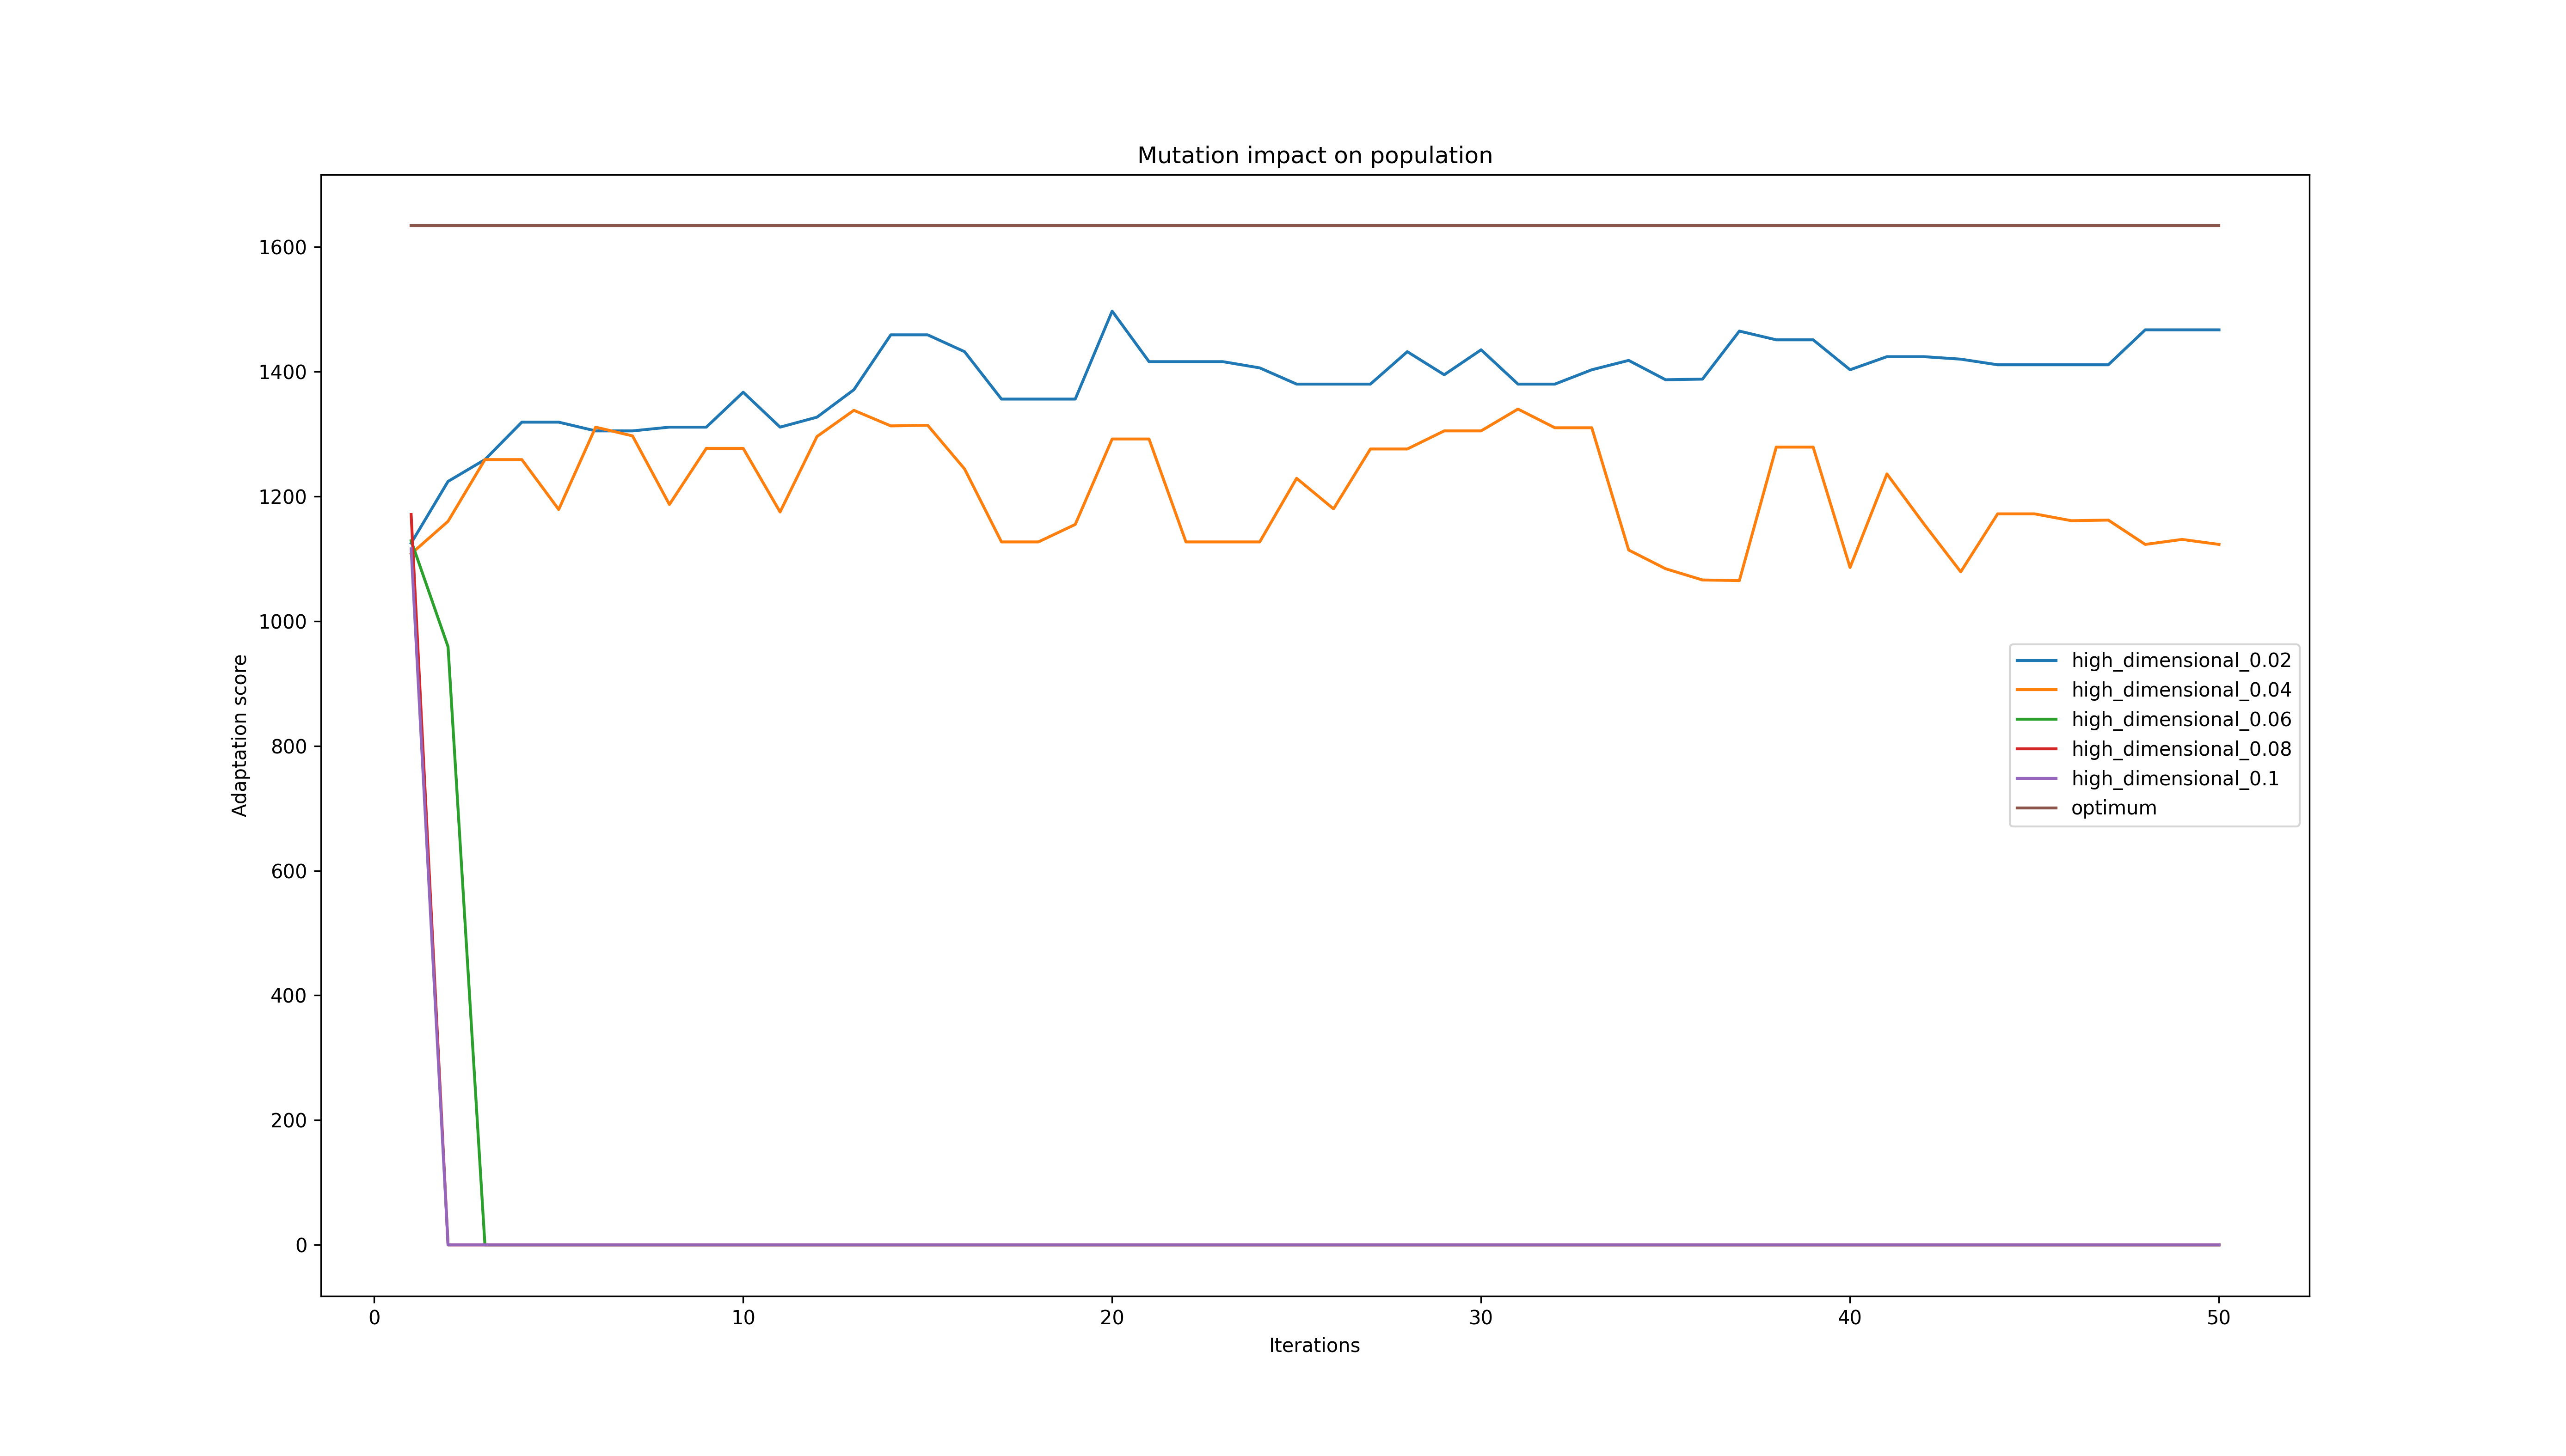 Mutation impact on population
Adaptation score
1600
1400
1200
1000
800
600
400
200
0
0 10 20 30 40 50
Iterations
high_dimensional_0.02
high_dimensional_0.04
high_dimensional_0.06
high_dimensional_0.08
high_dimensional_0.1
optimum